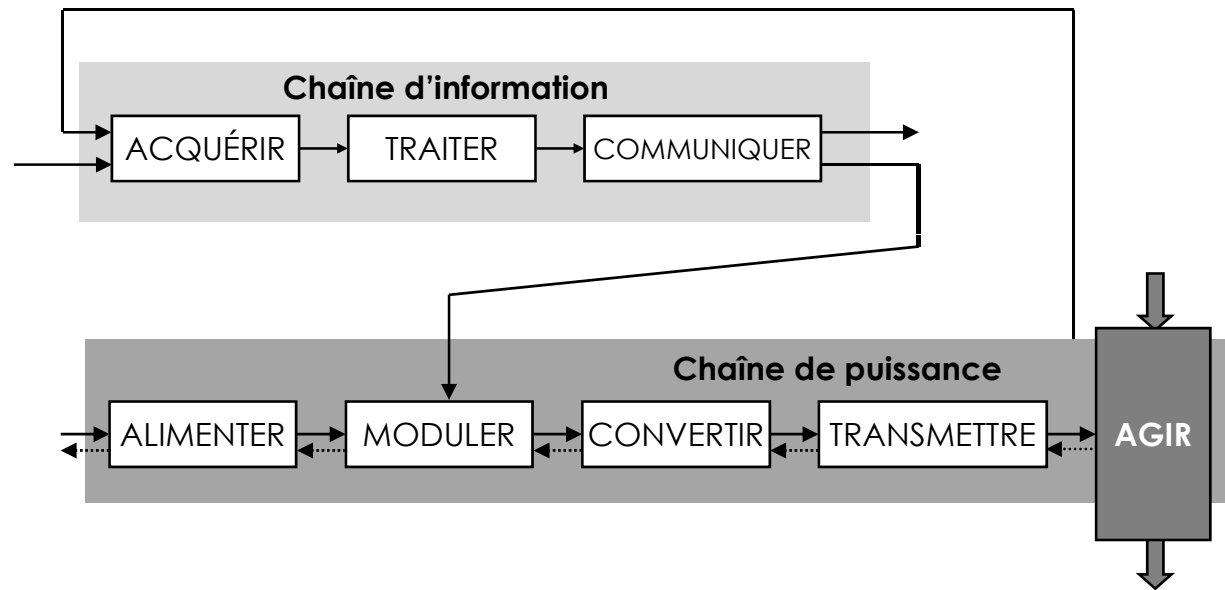 Chaîne d'information
ACQUÉRIR
TRAITER
COMMUNIQUER
Chaîne de puissance
ALIMENTER
MODULER
CONVERTIR
TRANSMETTRE
AGIR